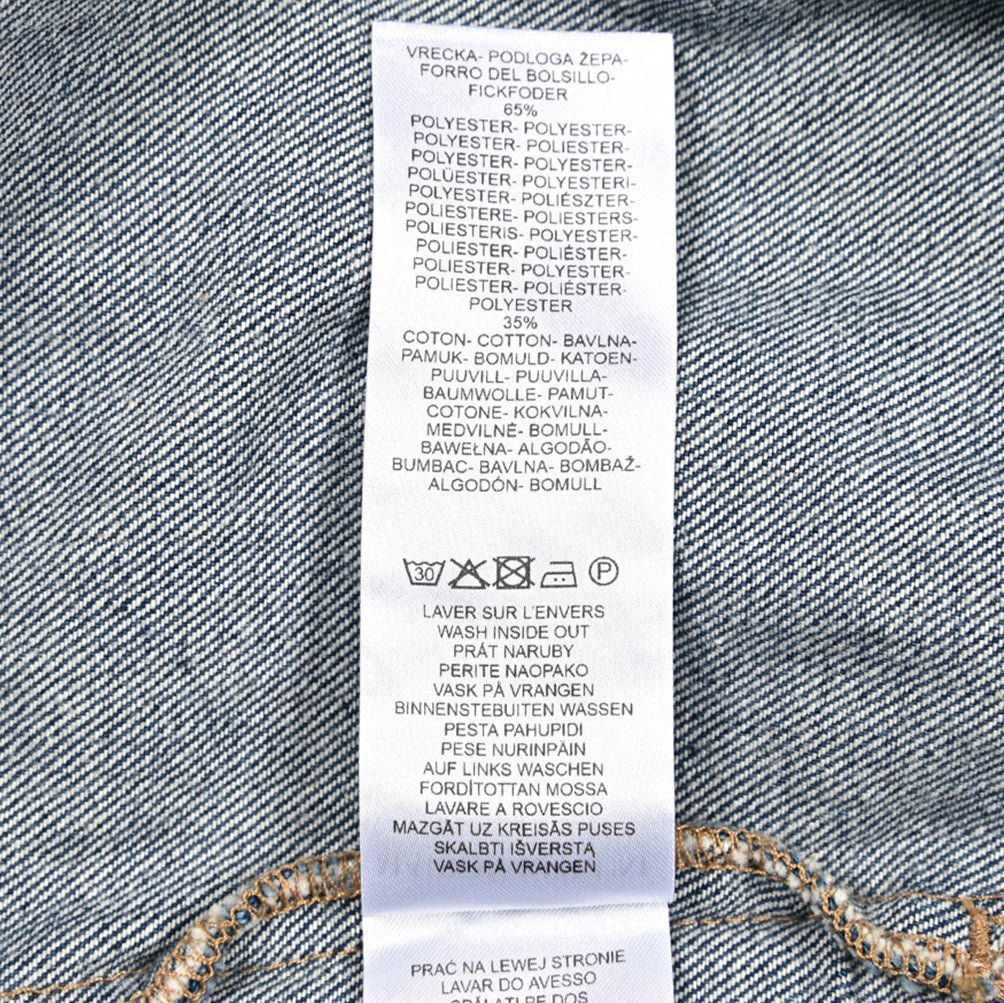 VRECKA- PODLOGA ŽEPA-
FORRO DEL BOLSILLO-
FICKFODER
65%
POLYESTER- POLYESTER-
POLYESTER- POLIESTER-
POLYESTER- POLYESTER-
POLÜESTER- POLYESTERI-
POLYESTER- POLIÉSZTER-
POLIESTERE- POLIESTERS-
POLIESTERIS- POLYESTER-
POLIESTER- POLIÉSTER-
POLIESTER- POLYESTER-
POLIESTER- POLIÉSTER-
POLYESTER
35%
COTON- COTTON- BAVLNA-
PAMUK- BOMULD- KATOEN-
PUUVILL- PUUVILLA-
BAUMWOLLE- PAMUT-
COTONE- KOKVILNA-
MEDVILNĖ- BOMULL-
BAWEŁNA- ALGODÃO-
BUMBAC- BAVLNA- BOMBAŽ-
ALGODÓN- BOMULL
30 P
LAVER SUR L'ENVERS
WASH INSIDE OUT
PRÁT NARUBY
PERITE NAOPAKO
VASK PÅ VRANGEN
BINNENSTEBUITEN WASSEN
PESTA PAHUPIDI
PESE NURINPÄIN
AUF LINKS WASCHEN
FORDÍTOTTAN MOSSA
LAVARE A ROVESCIO
MAZGĀT UZ KREISĀS PUSES
SKALBTI IŠVERSTĄ
VASK PÅ VRANGEN
PRAĆ NA LEWEJ STRONIE
LAVAR DO AVESSO
SPĂLAȚI PE DOS